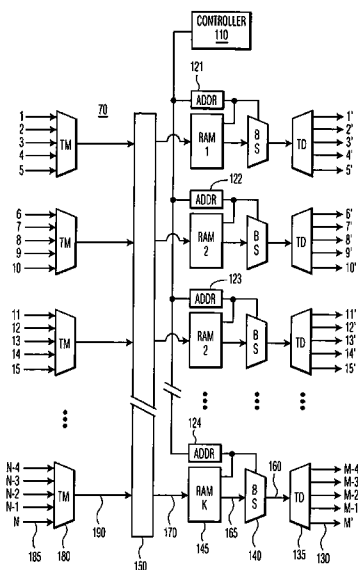 CONTROLLER
110
121
70
ADDR
1
2
3
4
5
TM
RAM
1
BS
TD
1'
2'
3'
4'
5'
122
ADDR
6
7
8
9
10
TM
RAM
2
BS
TD
6'
7'
8'
9'
10'
123
ADDR
11
12
13
14
15
TM
RAM
2
BS
TD
11'
12'
13'
14'
15'
124
ADDR
N-4
N-3
N-2
N-1
N
TM
RAM
K
BS
160
TD
M-4
M-3
M-2
M-1
M'
185
180
190
150
170
145
165
140
135
130